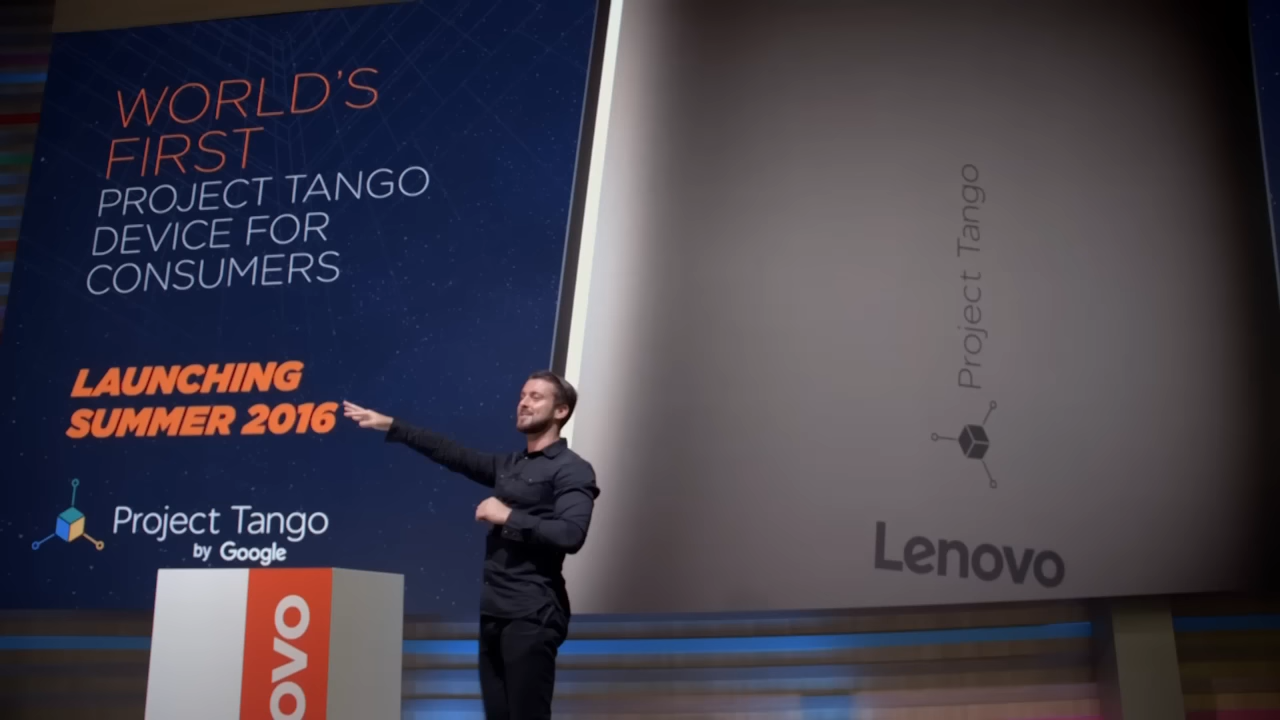 WORLD'S
FIRST
PROJECT TANGO
DEVICE FOR
CONSUMERS
LAUNCHING
SUMMER 2016
Project Tango
by Google
ovo
Project Tango
Lenovo